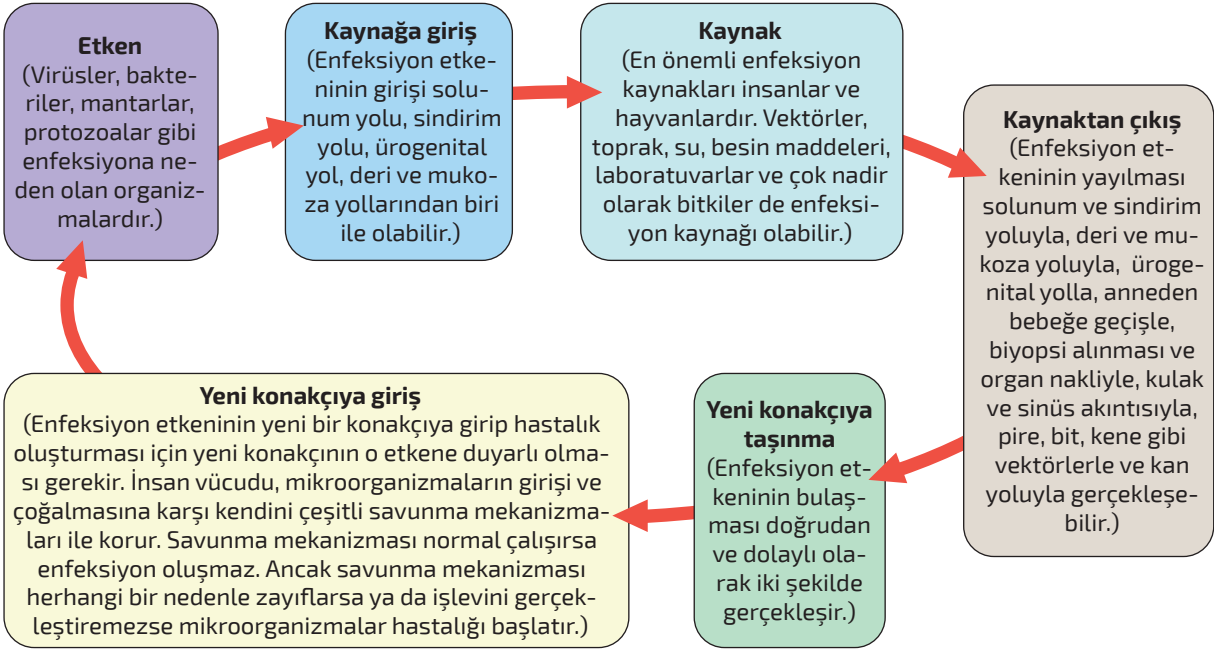 Etken
(Virüsler, bakte-
riler, mantarlar,
protozoalar gibi
enfeksiyona ne-
den olan organiz-
malardır.)
Kaynağa giriş
(Enfeksiyon etke-
ninin girişi solu-
num yolu, sindirim
yolu, ürogenital
yol, deri ve muko-
za yollarından biri
ile olabilir.)
Kaynak
(En önemli enfeksiyon
kaynakları insanlar ve
hayvanlardır. Vektörler,
toprak, su, besin maddeleri,
laboratuvarlar ve çok nadir
olarak bitkiler de enfeksi-
yon kaynağı olabilir.)
Kaynaktan çıkış
(Enfeksiyon et-
keninin yayılması
solunum ve sindirim
yoluyla, deri ve mu-
koza yoluyla, üroge-
nital yolla, anneden
bebeğe geçişle,
biyopsi alınması ve
organ nakliyle, kulak
ve sinüs akıntısıyla,
pire, bit, kene gibi
vektörlerle ve kan
yoluyla gerçekleşe-
bilir.)
Yeni konakçıya
taşınma
(Enfeksiyon et-
keninin bulaş-
ması doğrudan
ve dolaylı ola-
rak iki şekilde
gerçekleşir.)
Yeni konakçıya giriş
(Enfeksiyon etkeninin yeni bir konakçıya girip hastalık
oluşturması için yeni konakçının o etkene duyarlı olma-
sı gerekir. İnsan vücudu, mikroorganizmaların girişi ve
çoğalmasına karşı kendini çeşitli savunma mekanizma-
ları ile korur. Savunma mekanizması normal çalışırsa
enfeksiyon oluşmaz. Ancak savunma mekanizması
herhangi bir nedenle zayıflarsa ya da işlevini gerçek-
leştiremezse mikroorganizmalar hastalığı başlatır.)